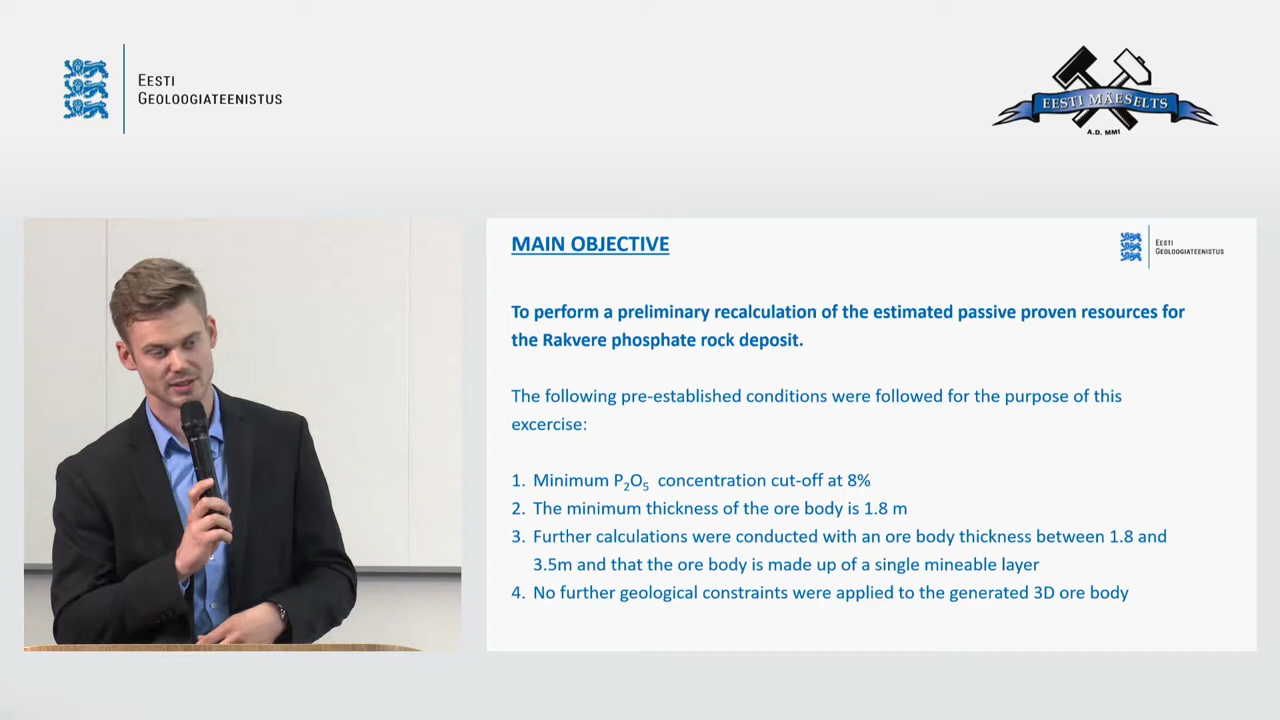 EESTI
GEOLOOGIATEENISTUS
EESTI MÄESELTS
A.D. MMI
MAIN OBJECTIVE
EESTI
GEOLOOGIATEENISTUS
To perform a preliminary recalculation of the estimated passive proven resources for
the Rakvere phosphate rock deposit.
The following pre-established conditions were followed for the purpose of this
excercise:
1. Minimum P₂O₅ concentration cut-off at 8%
2. The minimum thickness of the ore body is 1.8 m
3. Further calculations were conducted with an ore body thickness between 1.8 and
3.5m and that the ore body is made up of a single mineable layer
4. No further geological constraints were applied to the generated 3D ore body